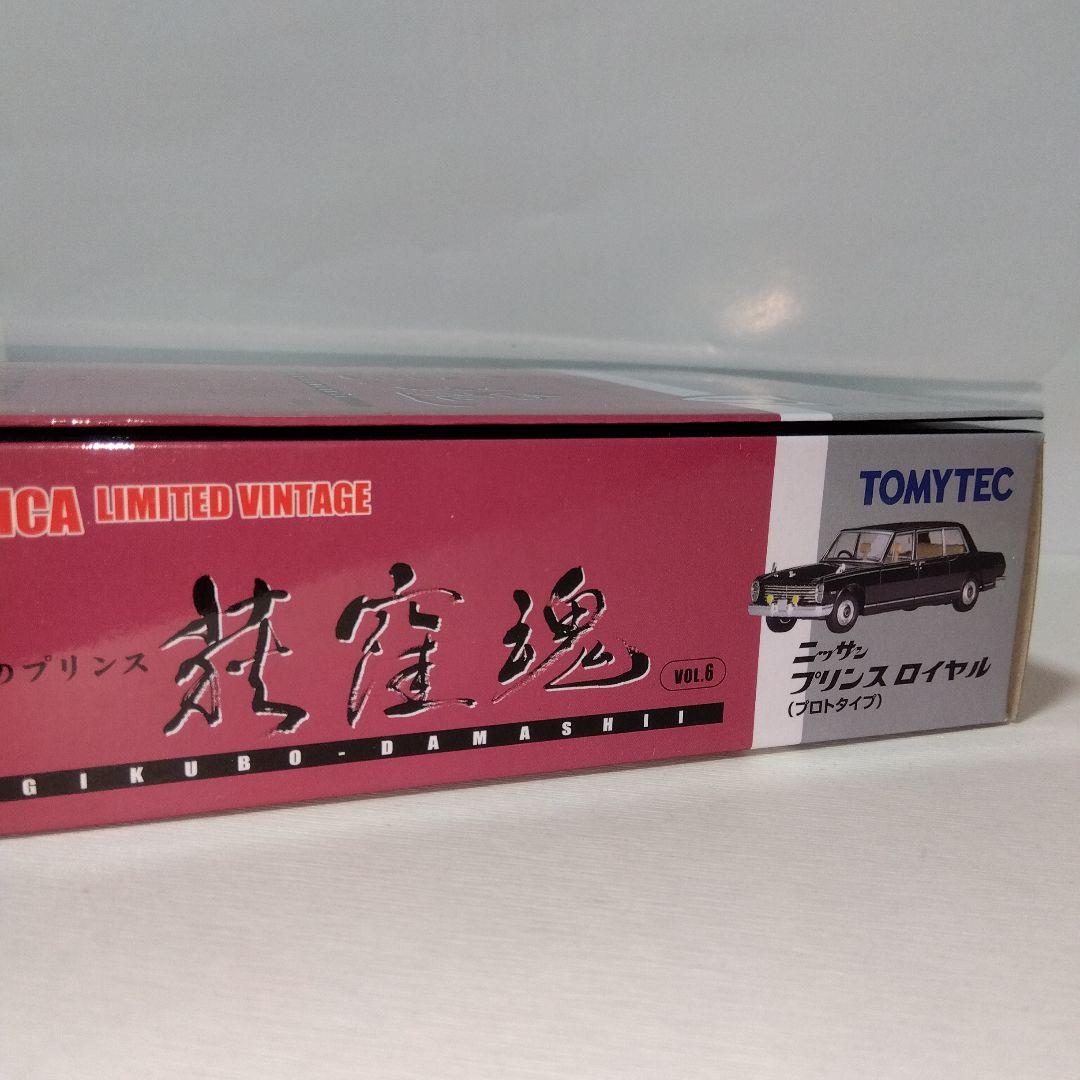 ICA LIMITED VINTAGE
のプリンス 荻窪魂 VOL.6
GIKUBO-DAMASHII
TOMYTEC
ニッサン
プリンス ロイヤル
(プロトタイプ)